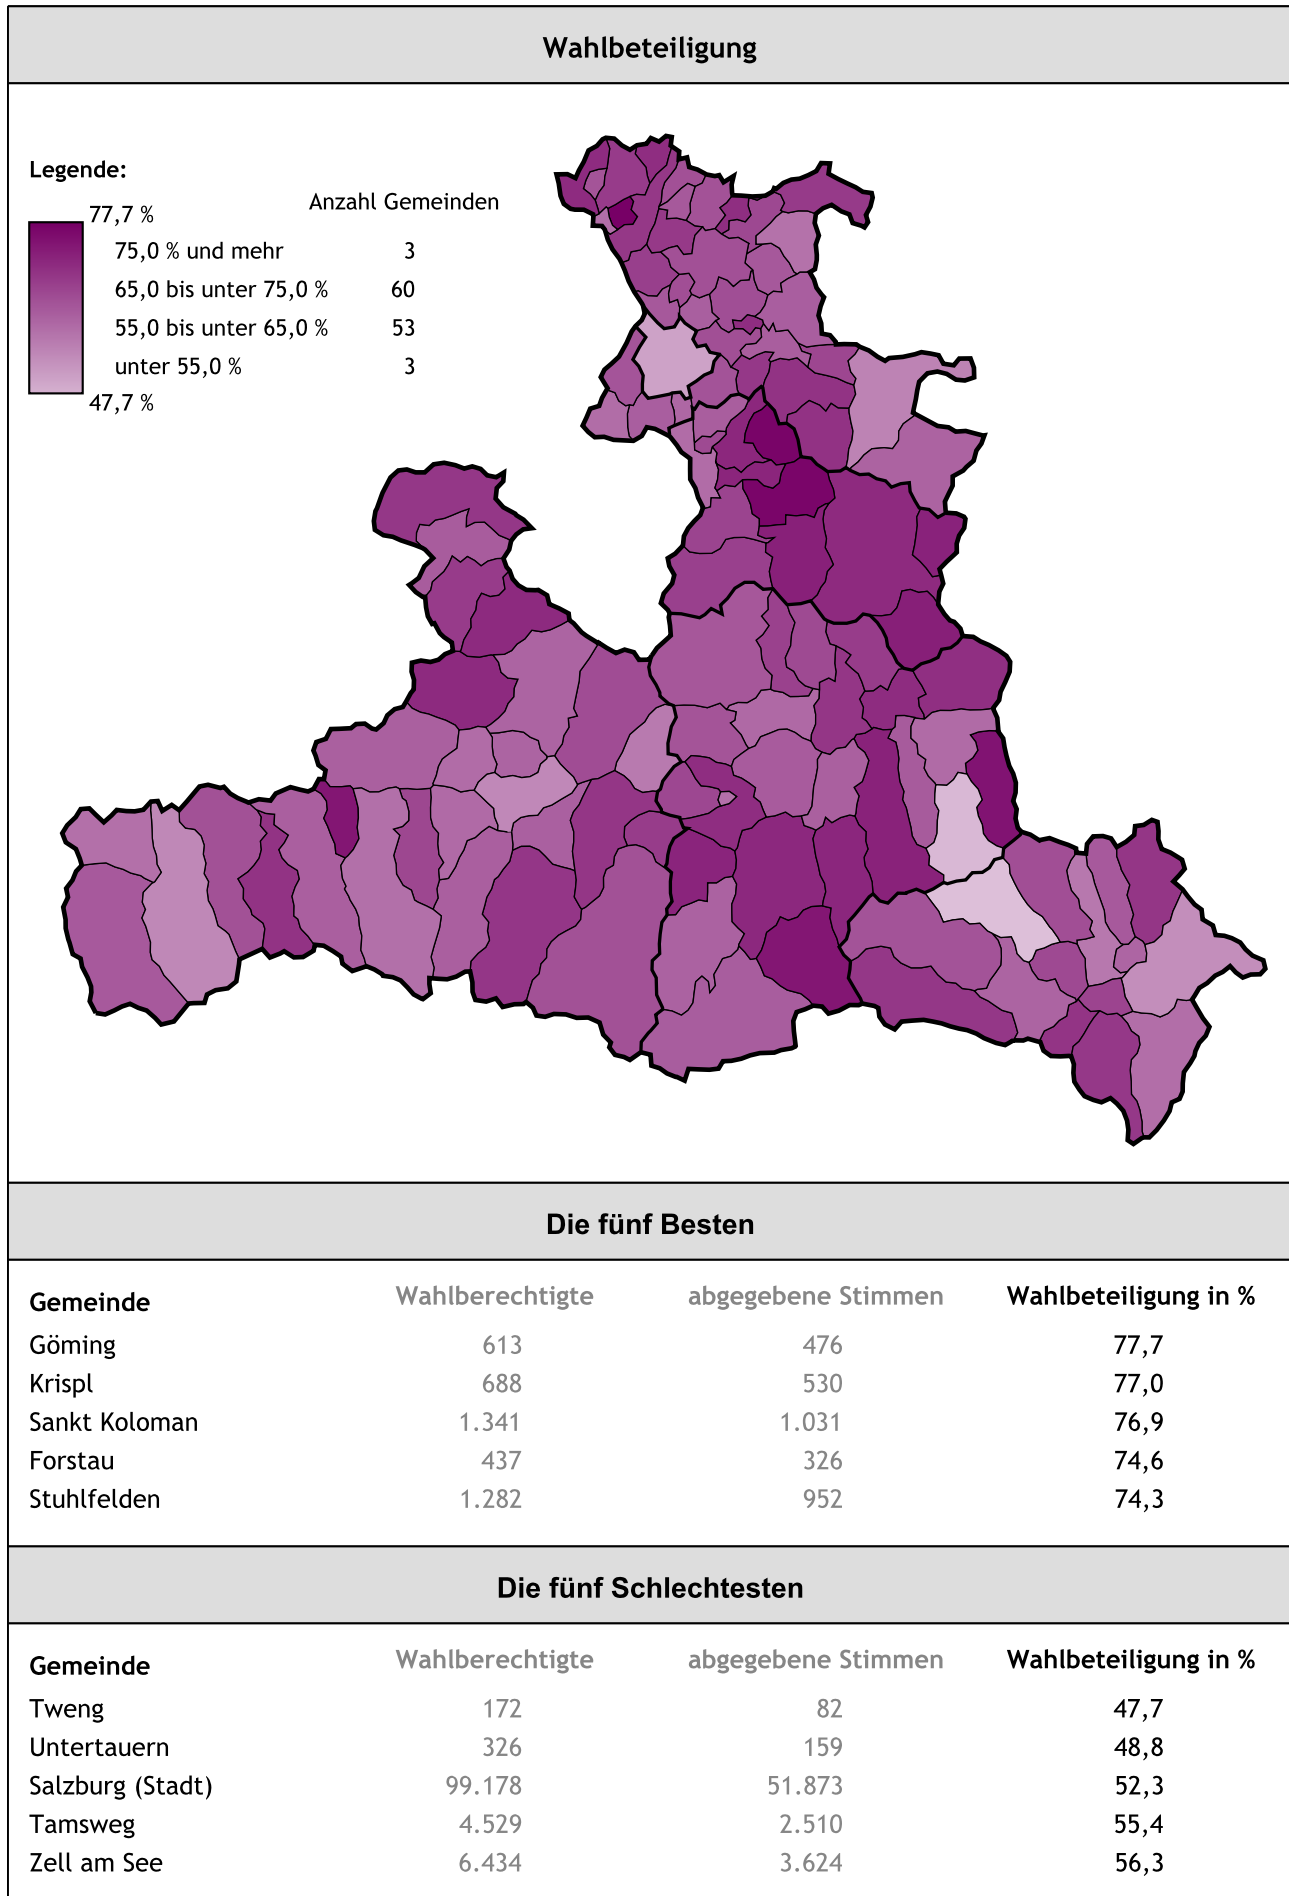 Wahlbeteiligung
Legende:
Anzahl Gemeinden
77,7 %
75,0 % und mehr 3
65,0 bis unter 75,0 % 60
55,0 bis unter 65,0 % 53
unter 55,0 % 3
47,7 %
Die fünf Besten
Gemeinde Wahlberechtigte abgegebene Stimmen Wahlbeteiligung in %
Göming 613 476 77,7
Krispl 688 530 77,0
Sankt Koloman 1.341 1.031 76,9
Forstau 437 326 74,6
Stuhlfelden 1.282 952 74,3
Die fünf Schlechtesten
Gemeinde Wahlberechtigte abgegebene Stimmen Wahlbeteiligung in %
Tweng 172 82 47,7
Untertauern 326 159 48,8
Salzburg (Stadt) 99.178 51.873 52,3
Tamsweg 4.529 2.510 55,4
Zell am See 6.434 3.624 56,3